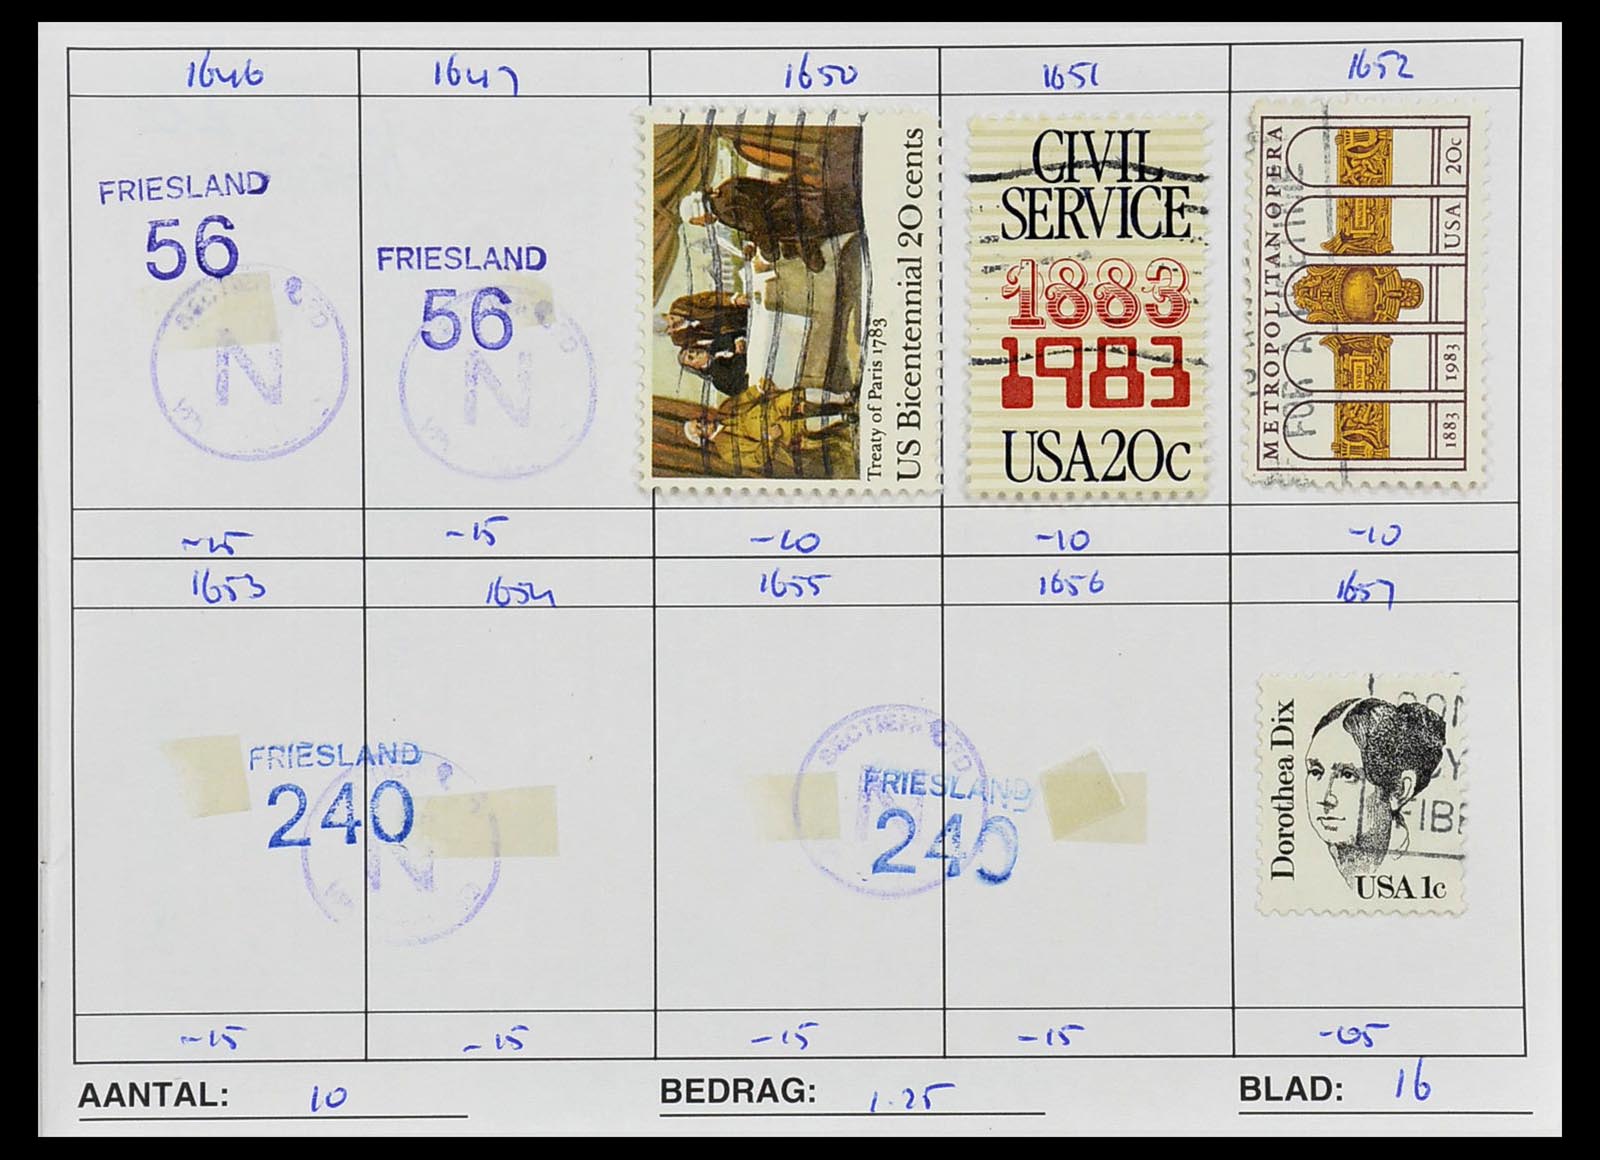 1646 1647 1650 1651 1652
FRIESLAND
56
FRIESLAND
56
N
N
Treaty of Paris 1783
US Bicentennial 20 cents
CIVIL
SERVICE
1883
1983
USA 20c
METROPOLITAN OPERA
1883 1983 USA 20c
-15 -15 -10 -10 -10
1653 1654 1655 1656 1657
FRIESLAND
240
N
SECTIEHOOFD
FRIESLAND
240
N
Dorothea Dix
USA 1c
-15 -15 -15 -15 -05
AANTAL: 10 BEDRAG: 1.25 BLAD: 16